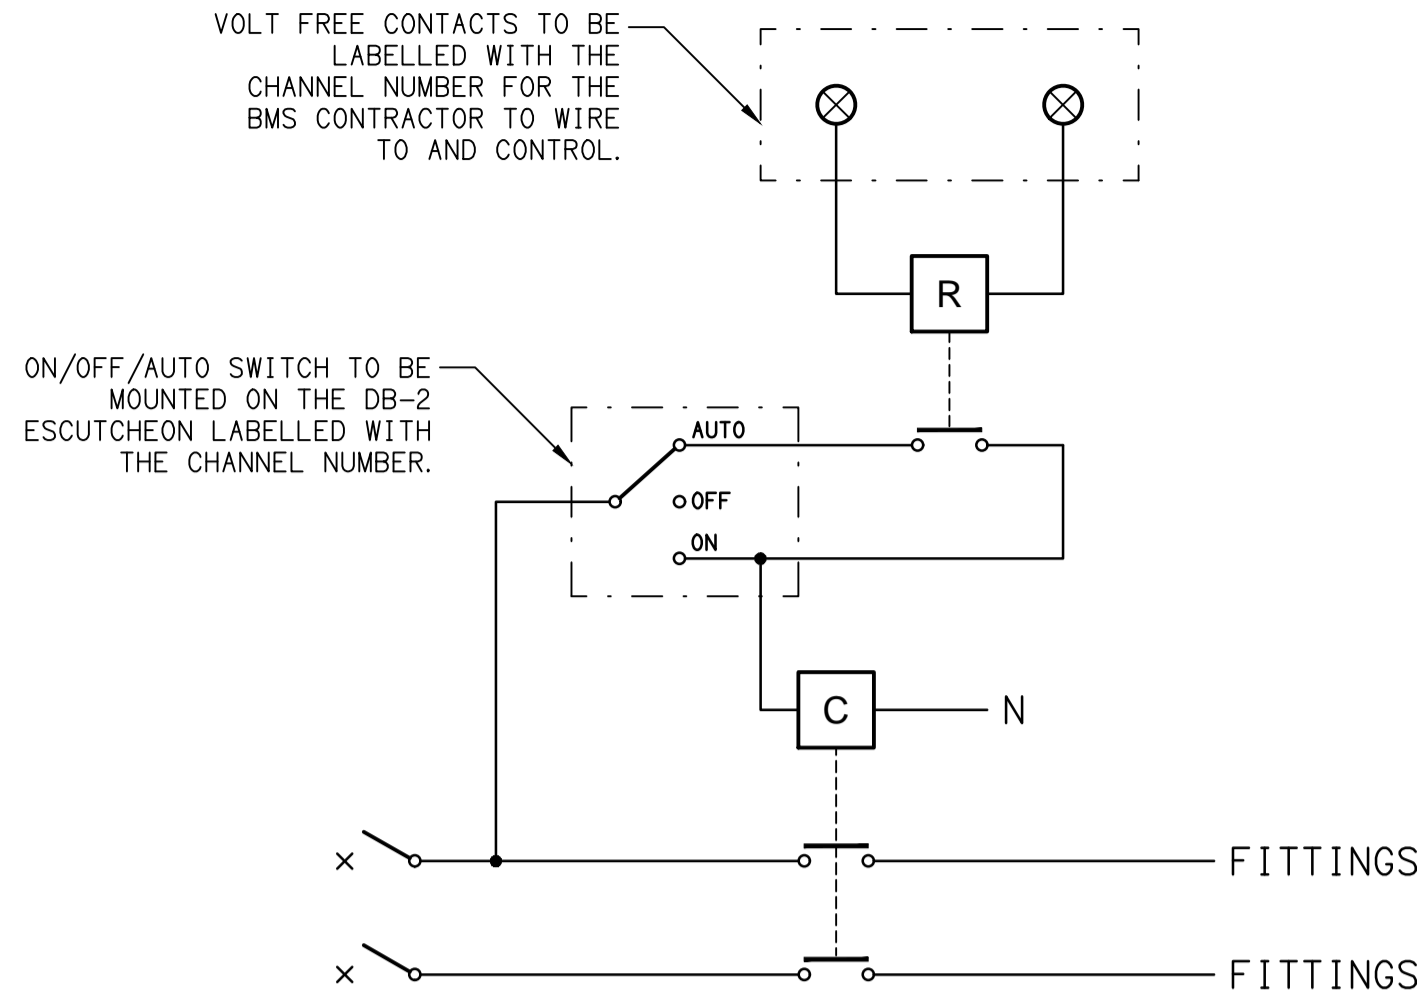 VOLT FREE CONTACTS TO BE
LABELLED WITH THE
CHANNEL NUMBER FOR THE
BMS CONTRACTOR TO WIRE
TO AND CONTROL.
R
ON/OFF/AUTO SWITCH TO BE
MOUNTED ON THE DB-2
ESCUTCHEON LABELLED WITH
THE CHANNEL NUMBER.
AUTO
OFF
ON
C
N
FITTINGS
FITTINGS